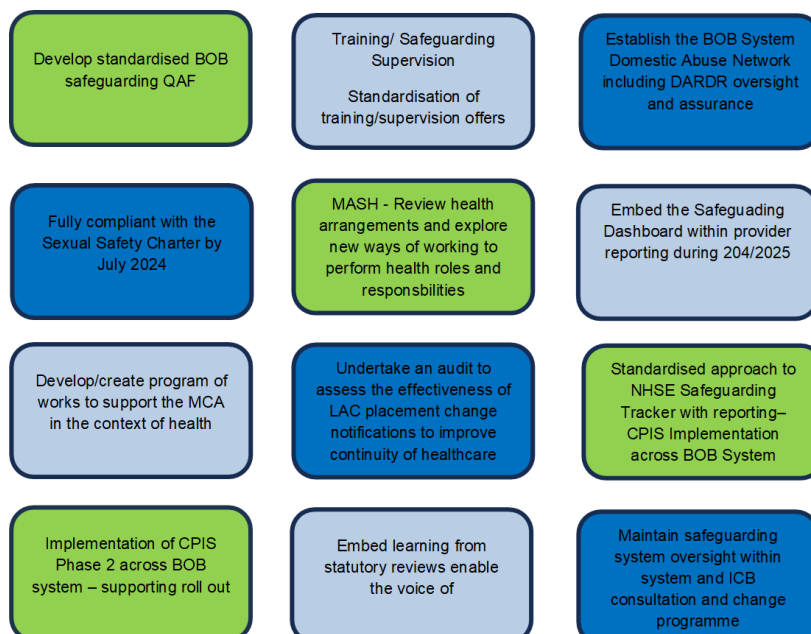 Develop standardised BOB
safeguarding QAF
Training/ Safeguarding
Supervision
Standardisation of
training/supervision offers
Establish the BOB System
Domestic Abuse Network
including DARDR oversight
and assurance
Fully compliant with the
Sexual Safety Charter by
July 2024
MASH - Review health
arrangements and explore
new ways of working to
perform health roles and
responsbilities
Embed the Safeguading
Dashboard within provider
reporting during 204/2025
Develop/create program of
works to support the MCA
in the context of health
Undertake an audit to
assess the effectiveness of
LAC placement change
notifications to improve
continuity of healthcare
Standardised approach to
NHSE Safeguarding
Tracker with reporting–
CPIS Implementation
across BOB System
Implementation of CPIS
Phase 2 across BOB
system – supporting roll out
Embed learning from
statutory reviews enable
the voice of
Maintain safeguarding
system oversight within
system and ICB
consultation and change
programme